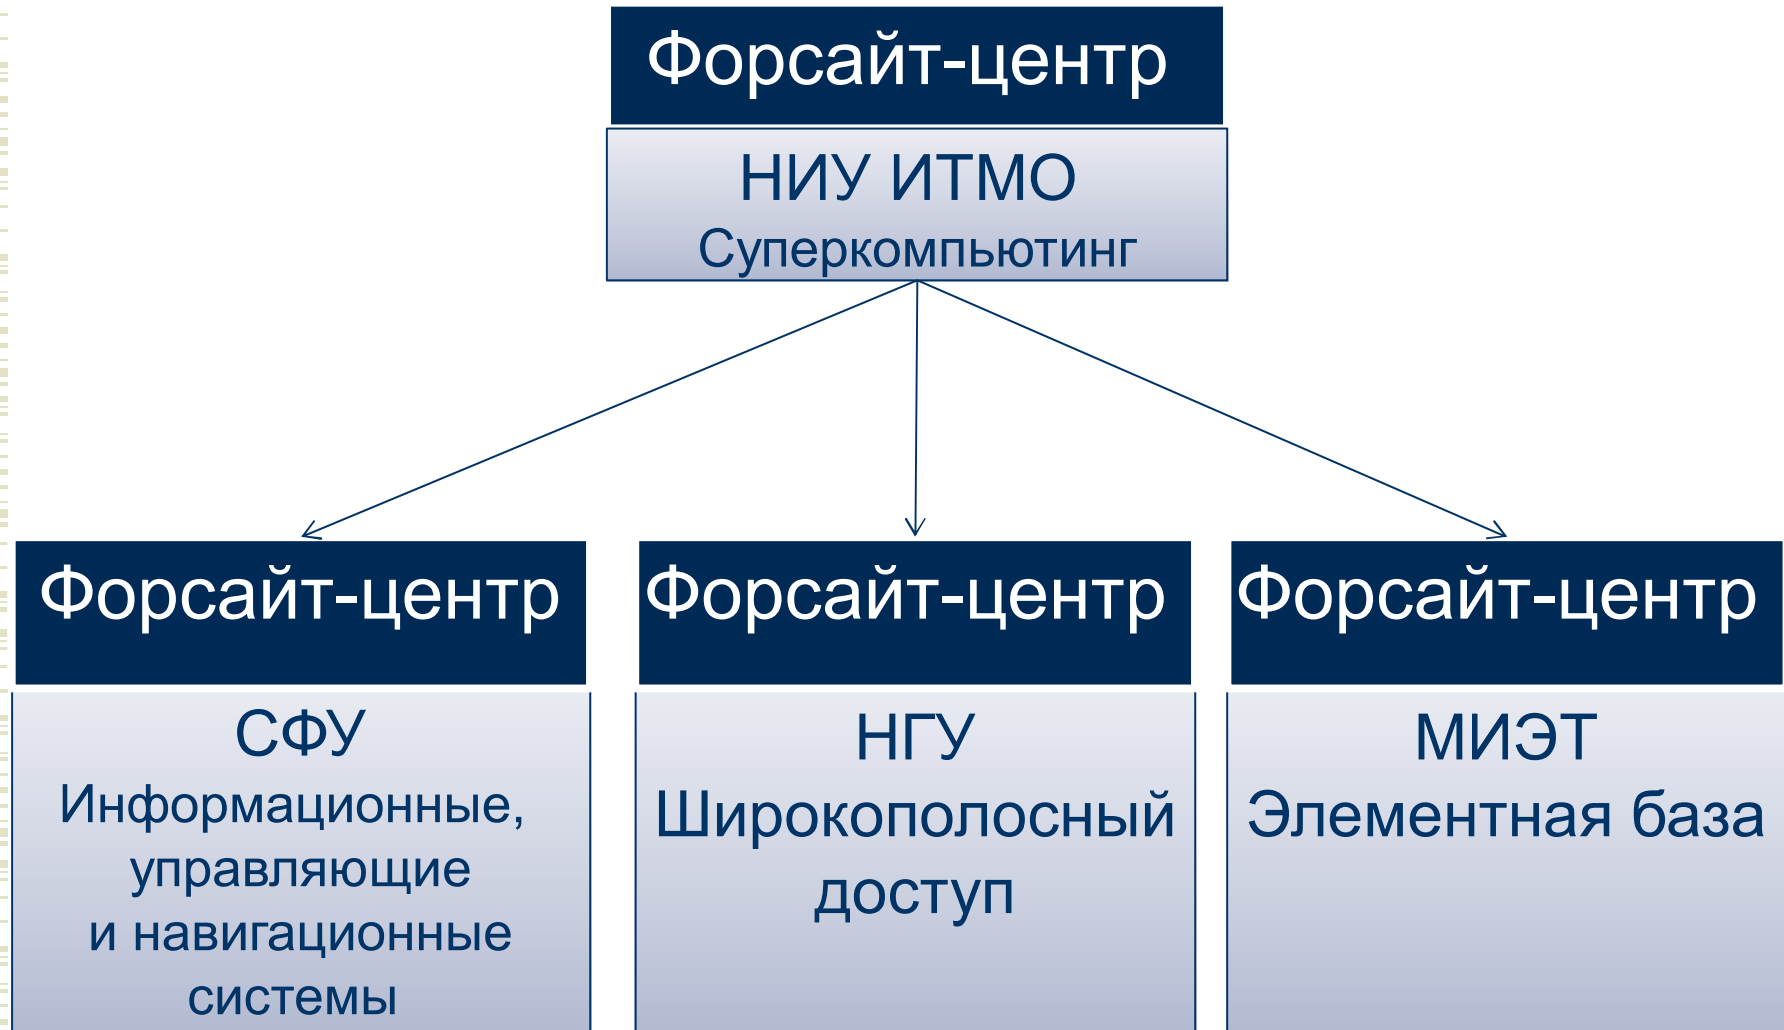 Форсайт-центр
НИУ ИТМО
Суперкомпьютинг
Форсайт-центр
СФУ
Информационные,
управляющие
и навигационные
системы
Форсайт-центр
НГУ
Широкополосный
доступ
Форсайт-центр
МИЭТ
Элементная база